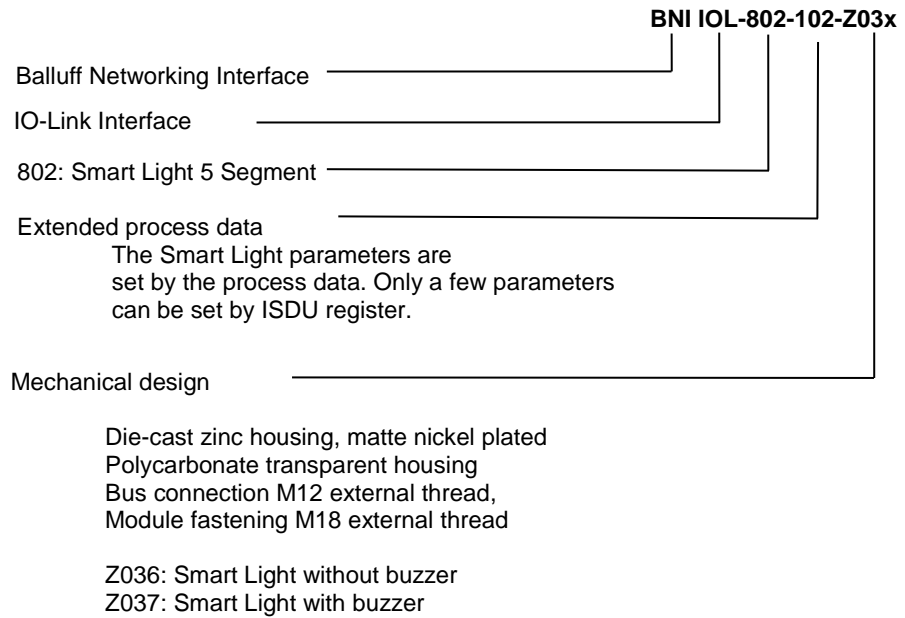 BNI IOL-802-102-Z03x
Balluff Networking Interface
IO-Link Interface
802: Smart Light 5 Segment
Extended process data
The Smart Light parameters are
set by the process data. Only a few parameters
can be set by ISDU register.
Mechanical design
Die-cast zinc housing, matte nickel plated
Polycarbonate transparent housing
Bus connection M12 external thread,
Module fastening M18 external thread
Z036: Smart Light without buzzer
Z037: Smart Light with buzzer